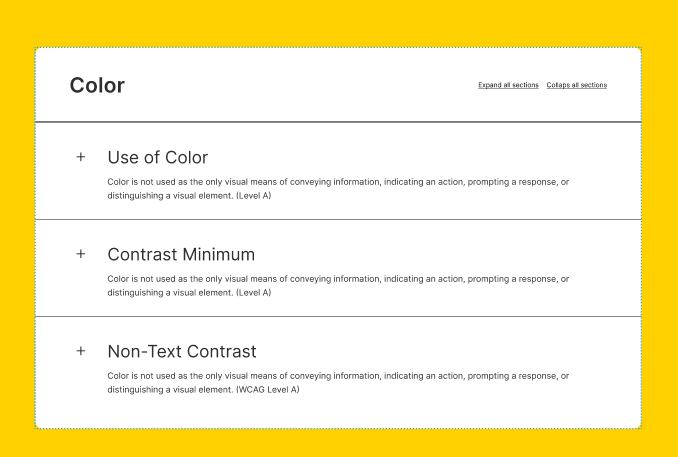 Color
Expand all sections Collaps all sections
Use of Color
Color is not used as the only visual means of conveying information, indicating an action, prompting a response, or
distinguishing a visual element. (Level A)
Contrast Minimum
Color is not used as the only visual means of conveying information, indicating an action, prompting a response, or
distinguishing a visual element. (Level A)
Non-Text Contrast
Color is not used as the only visual means of conveying information, indicating an action, prompting a response, or
distinguishing a visual element. (WCAG Level A)